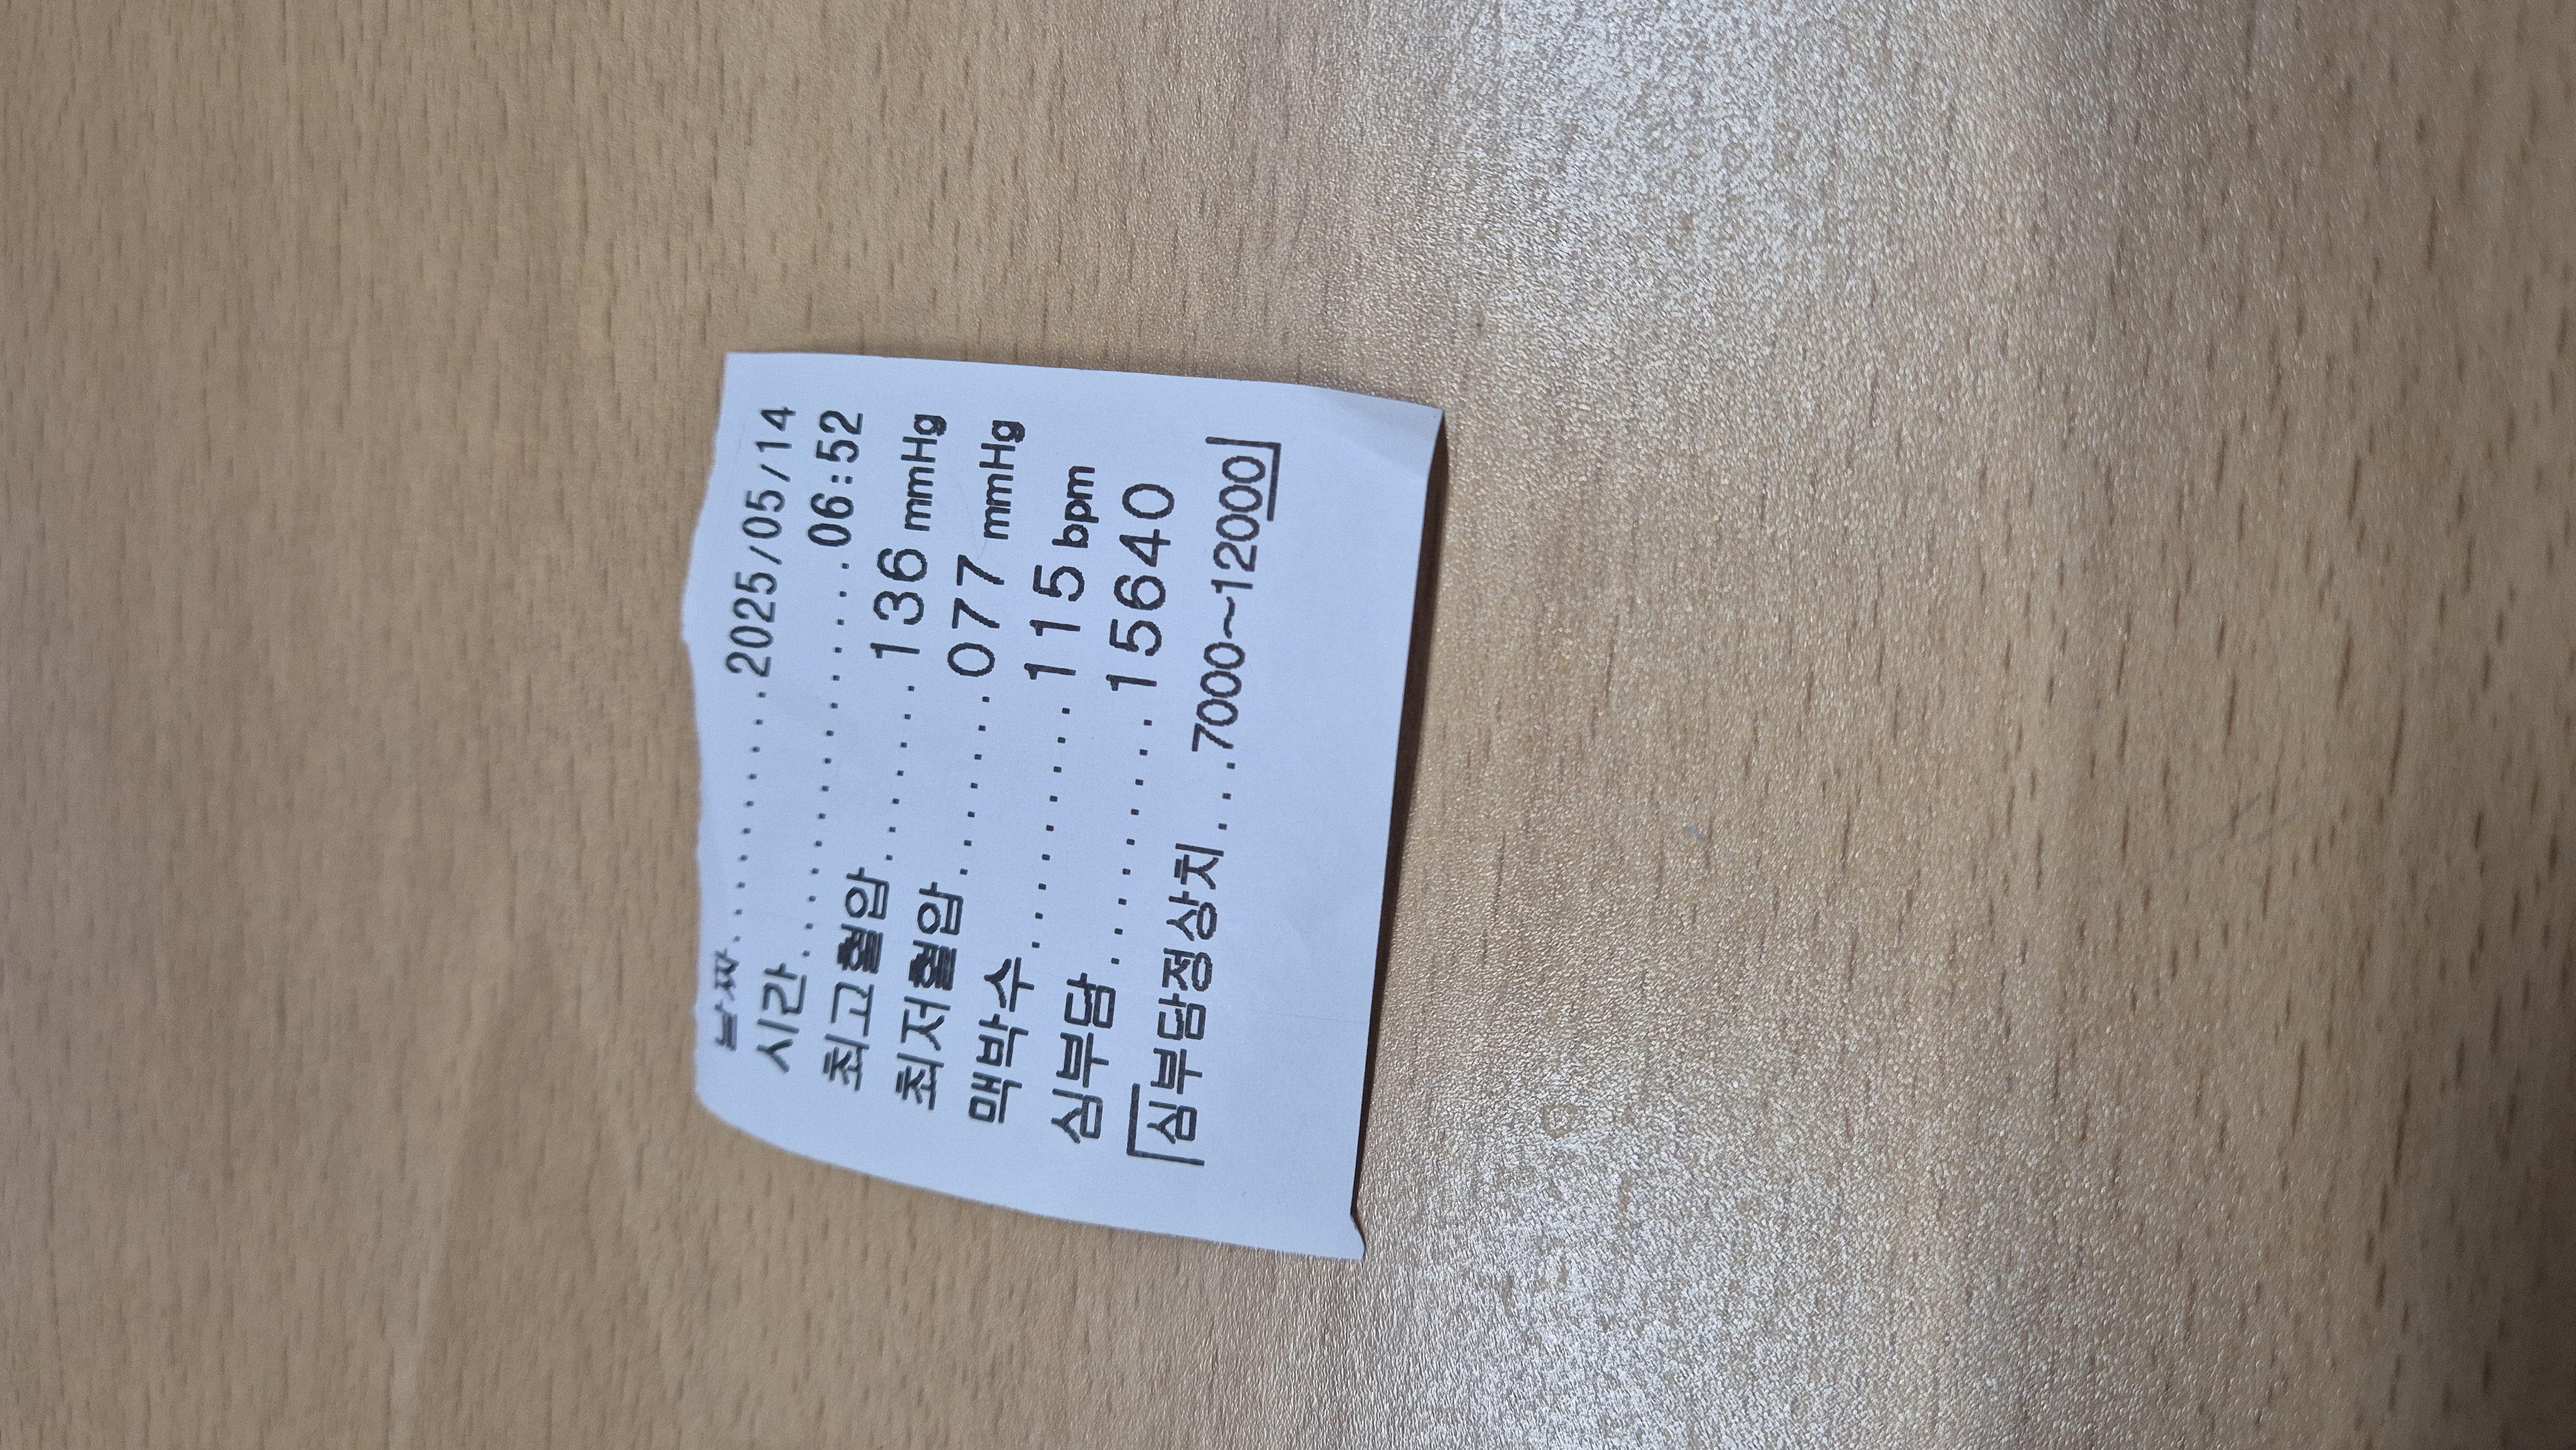 날짜..........2025/05/14
시간...............06:52
최고혈압.......136 mmHg
최저혈압.......077 mmHg
맥박수.........115 bpm
심부담..........15640
「심부담정상치...7000~12000」